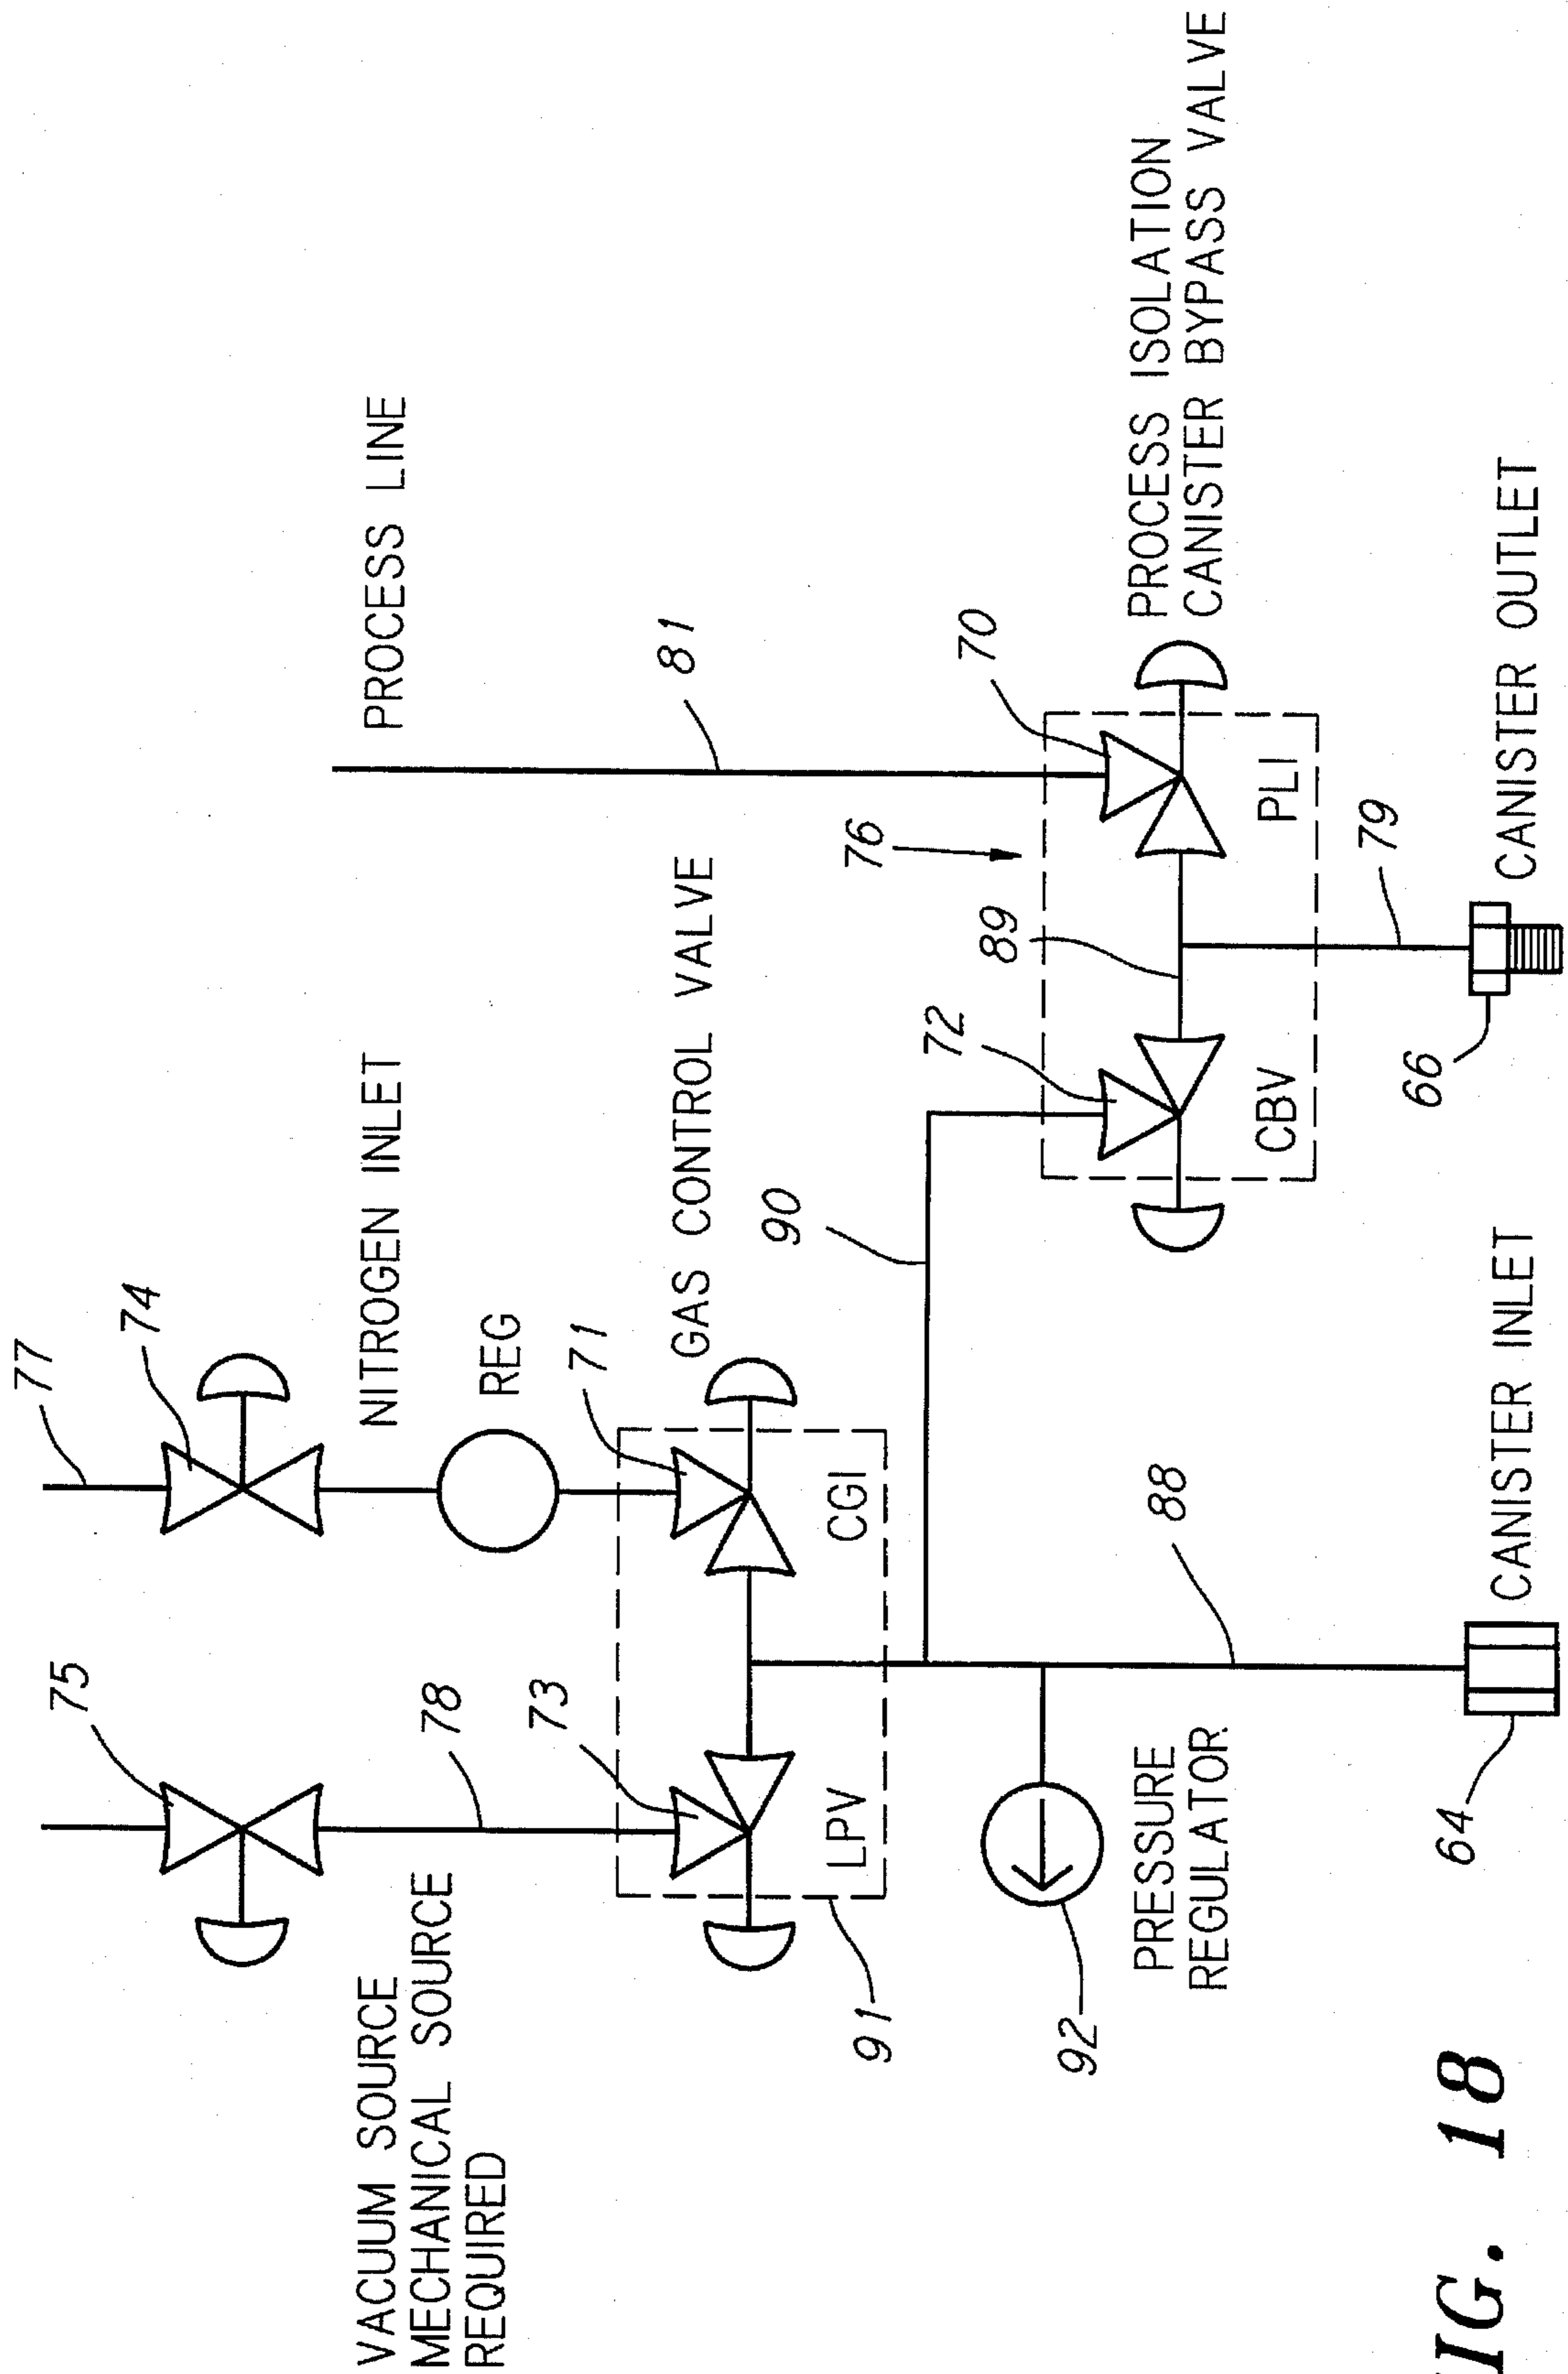 77
74
75
NITROGEN INLET
PROCESS LINE
VACUUM SOURCE
MECHANICAL SOURCE
REQUIRED
REG
78
71
81
73
GAS CONTROL VALVE
LPV
CGI
91
90
76
70
72
89
92
PRESSURE
REGULATOR
88
PROCESS ISOLATION
CANISTER BYPASS VALVE
CBV
PLI
79
66
64
CANISTER INLET
CANISTER OUTLET
IG. 18